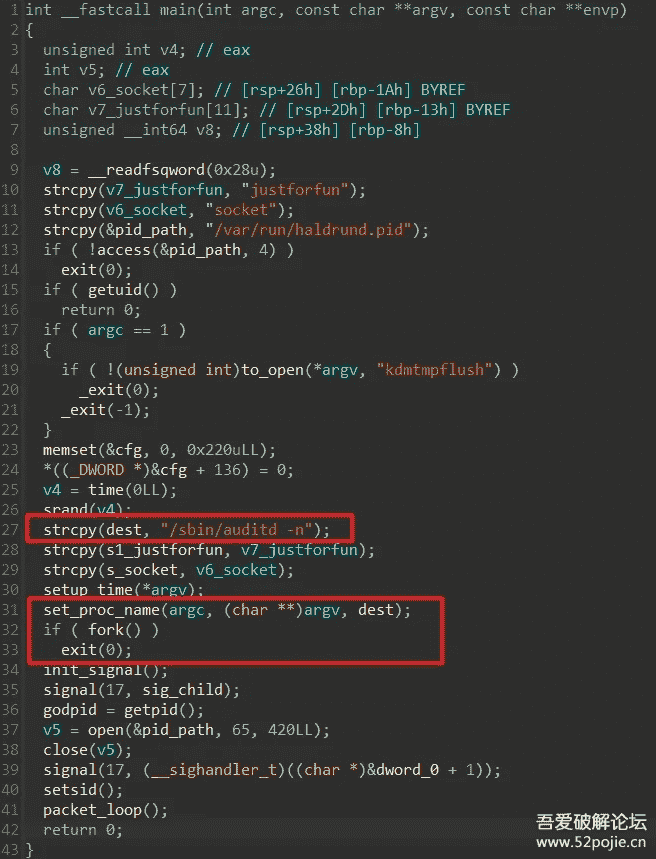 1 int __fastcall main(int argc, const char **argv, const char **envp)
2 {
3   unsigned int v4; // eax
4   int v5; // eax
5   char v6_socket[7]; // [rsp+26h] [rbp-1Ah] BYREF
6   char v7_justforfun[11]; // [rsp+2Dh] [rbp-13h] BYREF
7   unsigned __int64 v8; // [rsp+38h] [rbp-8h]
8
9   v8 = __readfsqword(0x28u);
10   strcpy(v7_justforfun, "justforfun");
11   strcpy(v6_socket, "socket");
12   strcpy(&pid_path, "/var/run/haldrund.pid");
13   if ( !access(&pid_path, 4) )
14     exit(0);
15   if ( getuid() )
16     return 0;
17   if ( argc == 1 )
18   {
19     if ( !(unsigned int)to_open(*argv, "kdmtmpflush") )
20       _exit(0);
21     _exit(-1);
22   }
23   memset(&cfg, 0, 0x220uLL);
24   *((_DWORD *)&cfg + 136) = 0;
25   v4 = time(0LL);
26   srand(v4);
27   strcpy(dest, "/sbin/auditd -n");
28   strcpy(s1_justforfun, v7_justforfun);
29   strcpy(s_socket, v6_socket);
30   setup_time(*argv);
31   set_proc_name(argc, (char **)argv, dest);
32   if ( fork() )
33     exit(0);
34   init_signal();
35   signal(17, sig_child);
36   godpid = getpid();
37   v5 = open(&pid_path, 65, 420LL);
38   close(v5);
39   signal(17, (__sighandler_t)((char *)&dword_0 + 1));
40   setsid();
41   packet_loop();
42   return 0;
43 }
吾爱破解论坛
www.52pojie.cn